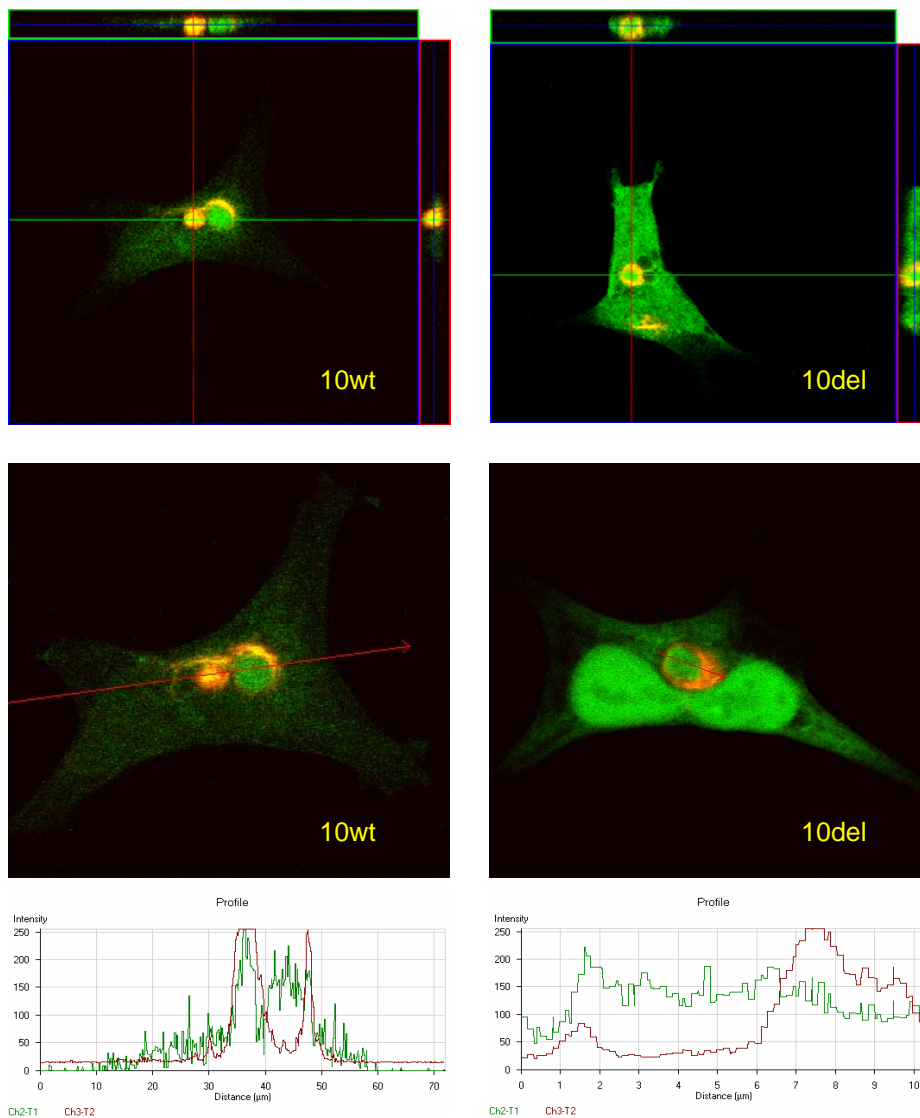 10wt
10del
10wt
10del
Profile
Intensity
250
200
150
100
50
0
0 10 20 30 40 50 60 70
Distance (µm)
Ch2-T1 Ch3-T2
Profile
Intensity
250
200
150
100
50
0
0 1 2 3 4 5 6 7 8 9 10
Distance (µm)
Ch2-T1 Ch3-T2